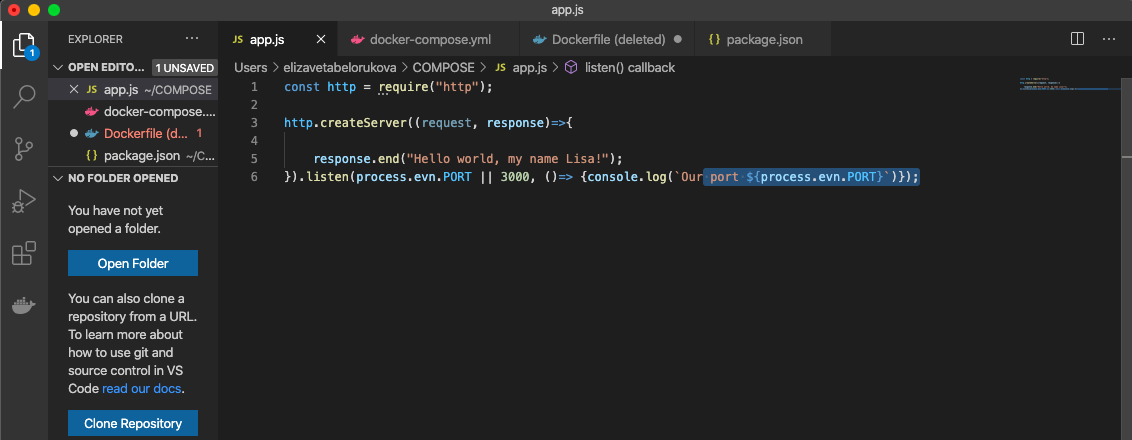 app.js
EXPLORER
···
JS app.js
docker-compose.yml
Dockerfile (deleted)
{} package.json
···
OPEN EDITO... 1 UNSAVED
Users > elizavetabelorukova > COMPOSE > JS app.js > listen() callback
JS app.js ~/COMPOSE
docker-compose....
Dockerfile (d... 1
{} package.json ~/C...
1 const http = require("http");
2
3 http.createServer((request, response)=>{
4
5 response.end("Hello world, my name Lisa!");
6 }).listen(process.evn.PORT || 3000, ()=> {console.log(`Our port ${process.evn.PORT}`)});
1
NO FOLDER OPENED
You have not yet
opened a folder.
Open Folder
You can also clone a
repository from a URL.
To learn more about
how to use git and
source control in VS
Code read our docs.
Clone Repository